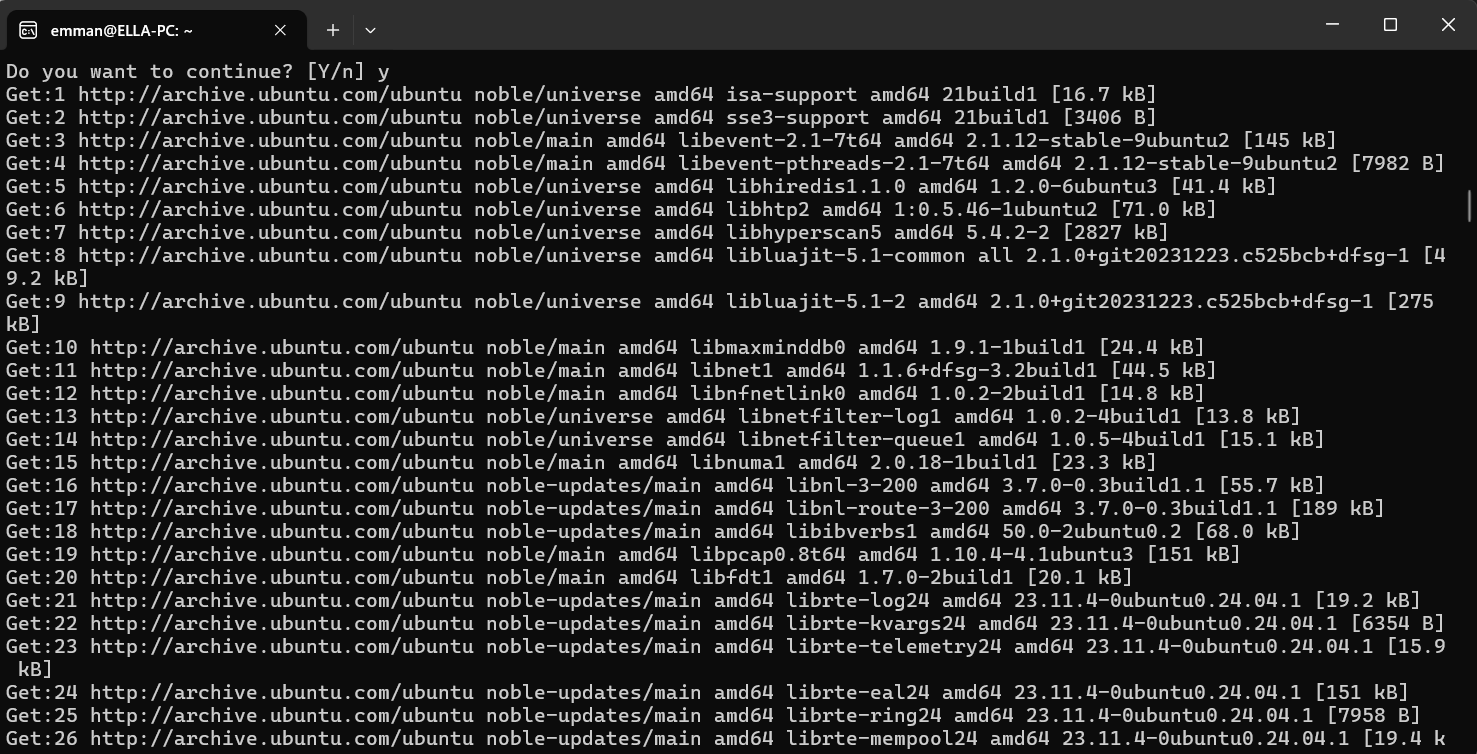 emman@ELLA-PC: ~
Do you want to continue? [Y/n] y
Get:1 http://archive.ubuntu.com/ubuntu noble/universe amd64 isa-support amd64 21build1 [16.7 kB]
Get:2 http://archive.ubuntu.com/ubuntu noble/universe amd64 sse3-support amd64 21build1 [3406 B]
Get:3 http://archive.ubuntu.com/ubuntu noble/main amd64 libevent-2.1-7t64 amd64 2.1.12-stable-9ubuntu2 [145 kB]
Get:4 http://archive.ubuntu.com/ubuntu noble/main amd64 libevent-pthreads-2.1-7t64 amd64 2.1.12-stable-9ubuntu2 [7982 B]
Get:5 http://archive.ubuntu.com/ubuntu noble/universe amd64 libhiredis1.1.0 amd64 1.2.0-6ubuntu3 [41.4 kB]
Get:6 http://archive.ubuntu.com/ubuntu noble/universe amd64 libhtp2 amd64 1:0.5.46-1ubuntu2 [71.0 kB]
Get:7 http://archive.ubuntu.com/ubuntu noble/universe amd64 libhyperscan5 amd64 5.4.2-2 [2827 kB]
Get:8 http://archive.ubuntu.com/ubuntu noble/universe amd64 libluajit-5.1-common all 2.1.0+git20231223.c525bcb+dfsg-1 [4
9.2 kB]
Get:9 http://archive.ubuntu.com/ubuntu noble/universe amd64 libluajit-5.1-2 amd64 2.1.0+git20231223.c525bcb+dfsg-1 [275
kB]
Get:10 http://archive.ubuntu.com/ubuntu noble/main amd64 libmaxminddb0 amd64 1.9.1-1build1 [24.4 kB]
Get:11 http://archive.ubuntu.com/ubuntu noble/main amd64 libnet1 amd64 1.1.6+dfsg-3.2build1 [44.5 kB]
Get:12 http://archive.ubuntu.com/ubuntu noble/main amd64 libnfnetlink0 amd64 1.0.2-2build1 [14.8 kB]
Get:13 http://archive.ubuntu.com/ubuntu noble/universe amd64 libnetfilter-log1 amd64 1.0.2-4build1 [13.8 kB]
Get:14 http://archive.ubuntu.com/ubuntu noble/universe amd64 libnetfilter-queue1 amd64 1.0.5-4build1 [15.1 kB]
Get:15 http://archive.ubuntu.com/ubuntu noble/main amd64 libnuma1 amd64 2.0.18-1build1 [23.3 kB]
Get:16 http://archive.ubuntu.com/ubuntu noble-updates/main amd64 libnl-3-200 amd64 3.7.0-0.3build1.1 [55.7 kB]
Get:17 http://archive.ubuntu.com/ubuntu noble-updates/main amd64 libnl-route-3-200 amd64 3.7.0-0.3build1.1 [189 kB]
Get:18 http://archive.ubuntu.com/ubuntu noble-updates/main amd64 libibverbs1 amd64 50.0-2ubuntu0.2 [68.0 kB]
Get:19 http://archive.ubuntu.com/ubuntu noble/main amd64 libpcap0.8t64 amd64 1.10.4-4.1ubuntu3 [151 kB]
Get:20 http://archive.ubuntu.com/ubuntu noble/main amd64 libfdt1 amd64 1.7.0-2build1 [20.1 kB]
Get:21 http://archive.ubuntu.com/ubuntu noble-updates/main amd64 librte-log24 amd64 23.11.4-0ubuntu0.24.04.1 [19.2 kB]
Get:22 http://archive.ubuntu.com/ubuntu noble-updates/main amd64 librte-kvargs24 amd64 23.11.4-0ubuntu0.24.04.1 [6354 B]
Get:23 http://archive.ubuntu.com/ubuntu noble-updates/main amd64 librte-telemetry24 amd64 23.11.4-0ubuntu0.24.04.1 [15.9
kB]
Get:24 http://archive.ubuntu.com/ubuntu noble-updates/main amd64 librte-eal24 amd64 23.11.4-0ubuntu0.24.04.1 [151 kB]
Get:25 http://archive.ubuntu.com/ubuntu noble-updates/main amd64 librte-ring24 amd64 23.11.4-0ubuntu0.24.04.1 [7958 B]
Get:26 http://archive.ubuntu.com/ubuntu noble-updates/main amd64 librte-mempool24 amd64 23.11.4-0ubuntu0.24.04.1 [19.4 k